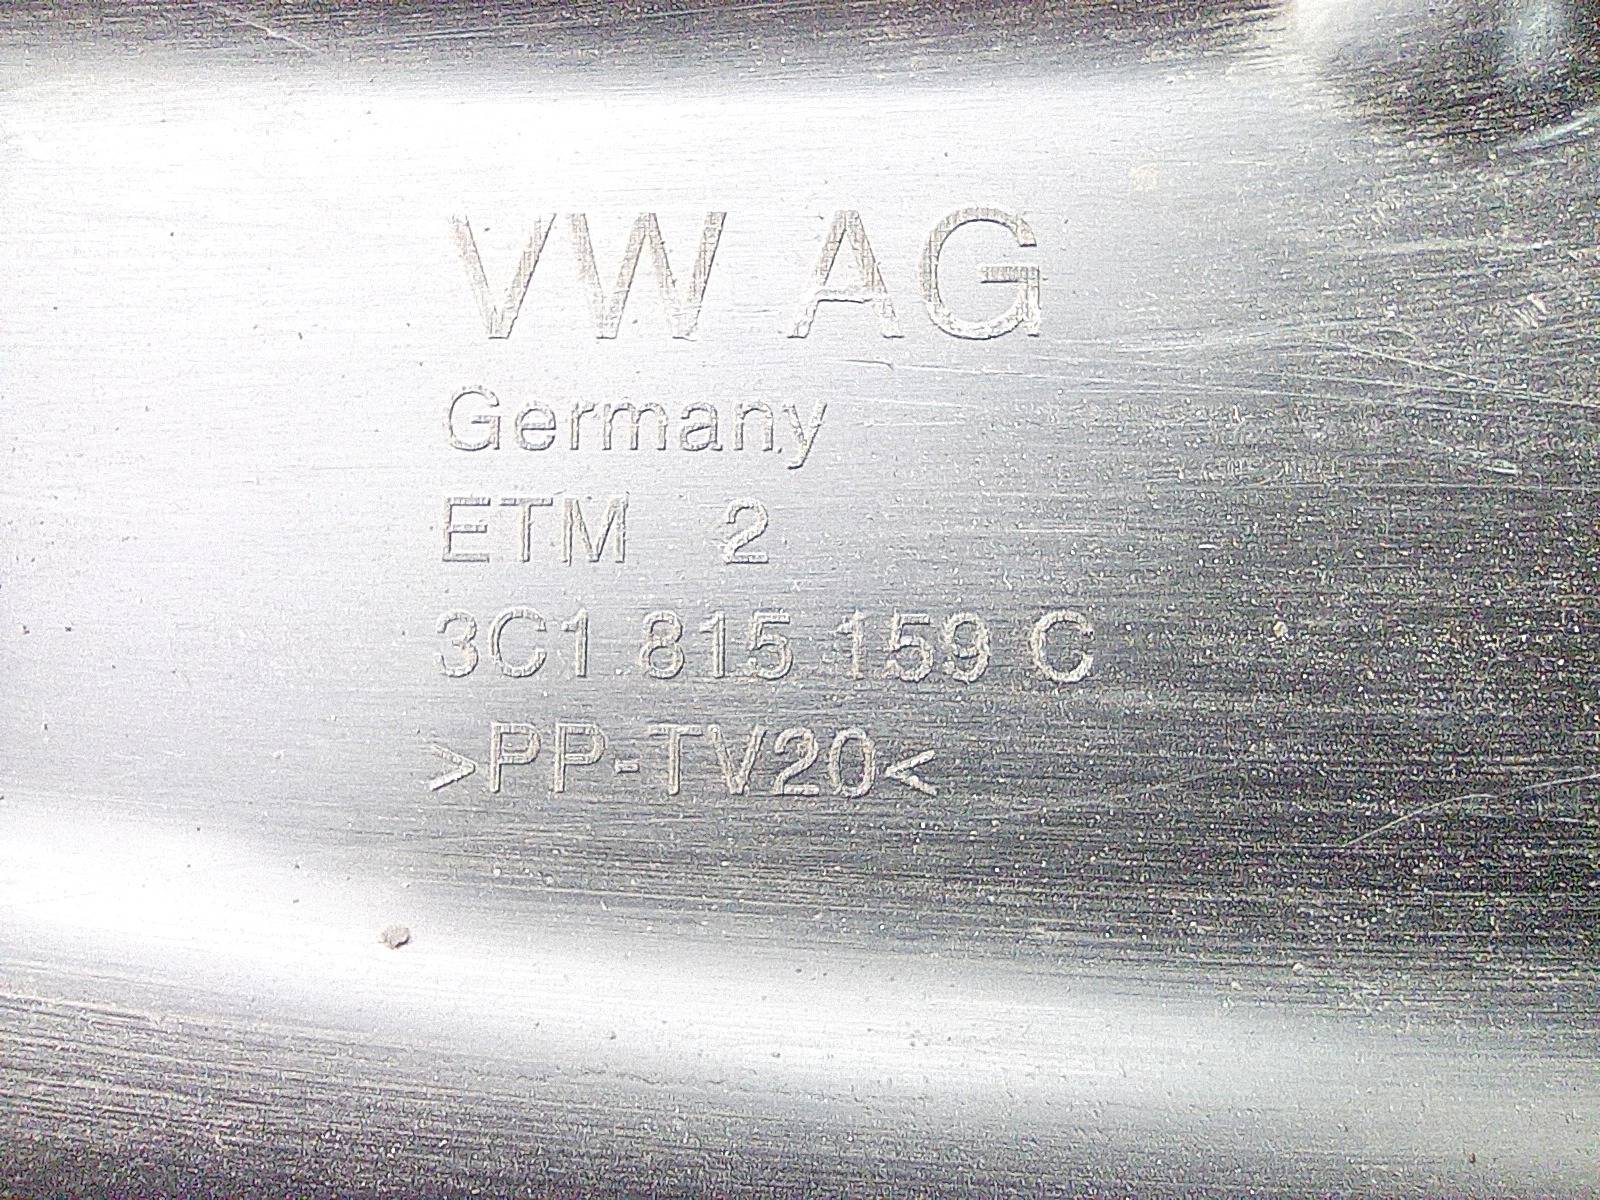 VW AG
Germany
ETM 2
3C1 815 159 C
>PP-TV20<